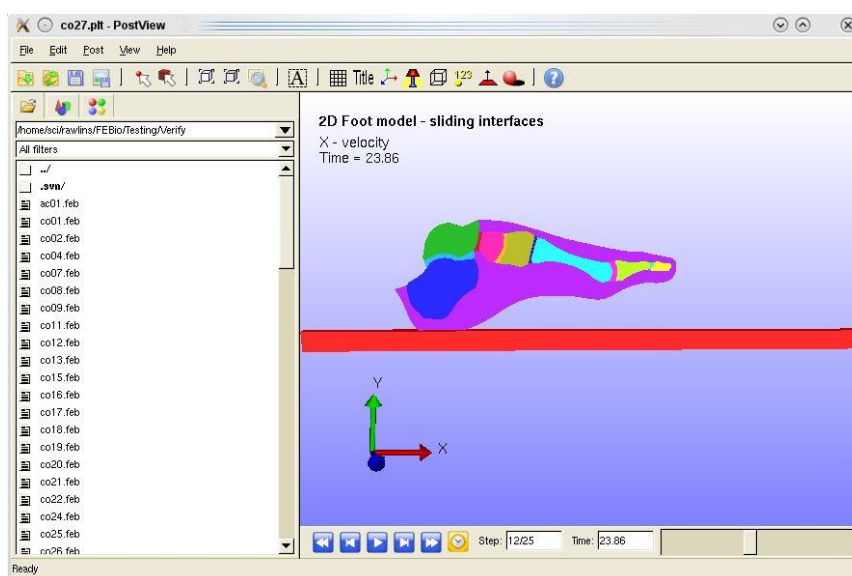 co27.plt - PostView
File Edit Post View Help
A Title 123 ?
/home/sci/rawlins/FEBio/Testing/Verify
All filters
../
.svn/
ac01.feb
co01.feb
co02.feb
co04.feb
co07.feb
co08.feb
co09.feb
co11.feb
co12.feb
co13.feb
co15.feb
co16.feb
co17.feb
co18.feb
co19.feb
co20.feb
co21.feb
co22.feb
co24.feb
co25.feb
co26.feb
2D Foot model - sliding interfaces
X - velocity
Time = 23.86
Y
X
Step: 12/25 Time: 23.86
Ready